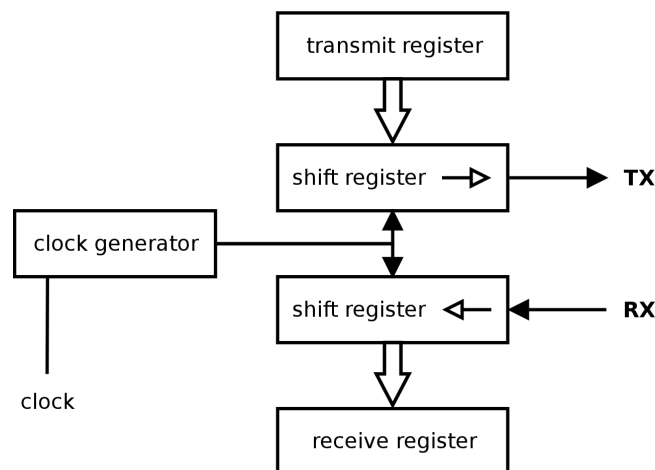 transmit register
shift register
TX
clock generator
shift register
RX
clock
receive register